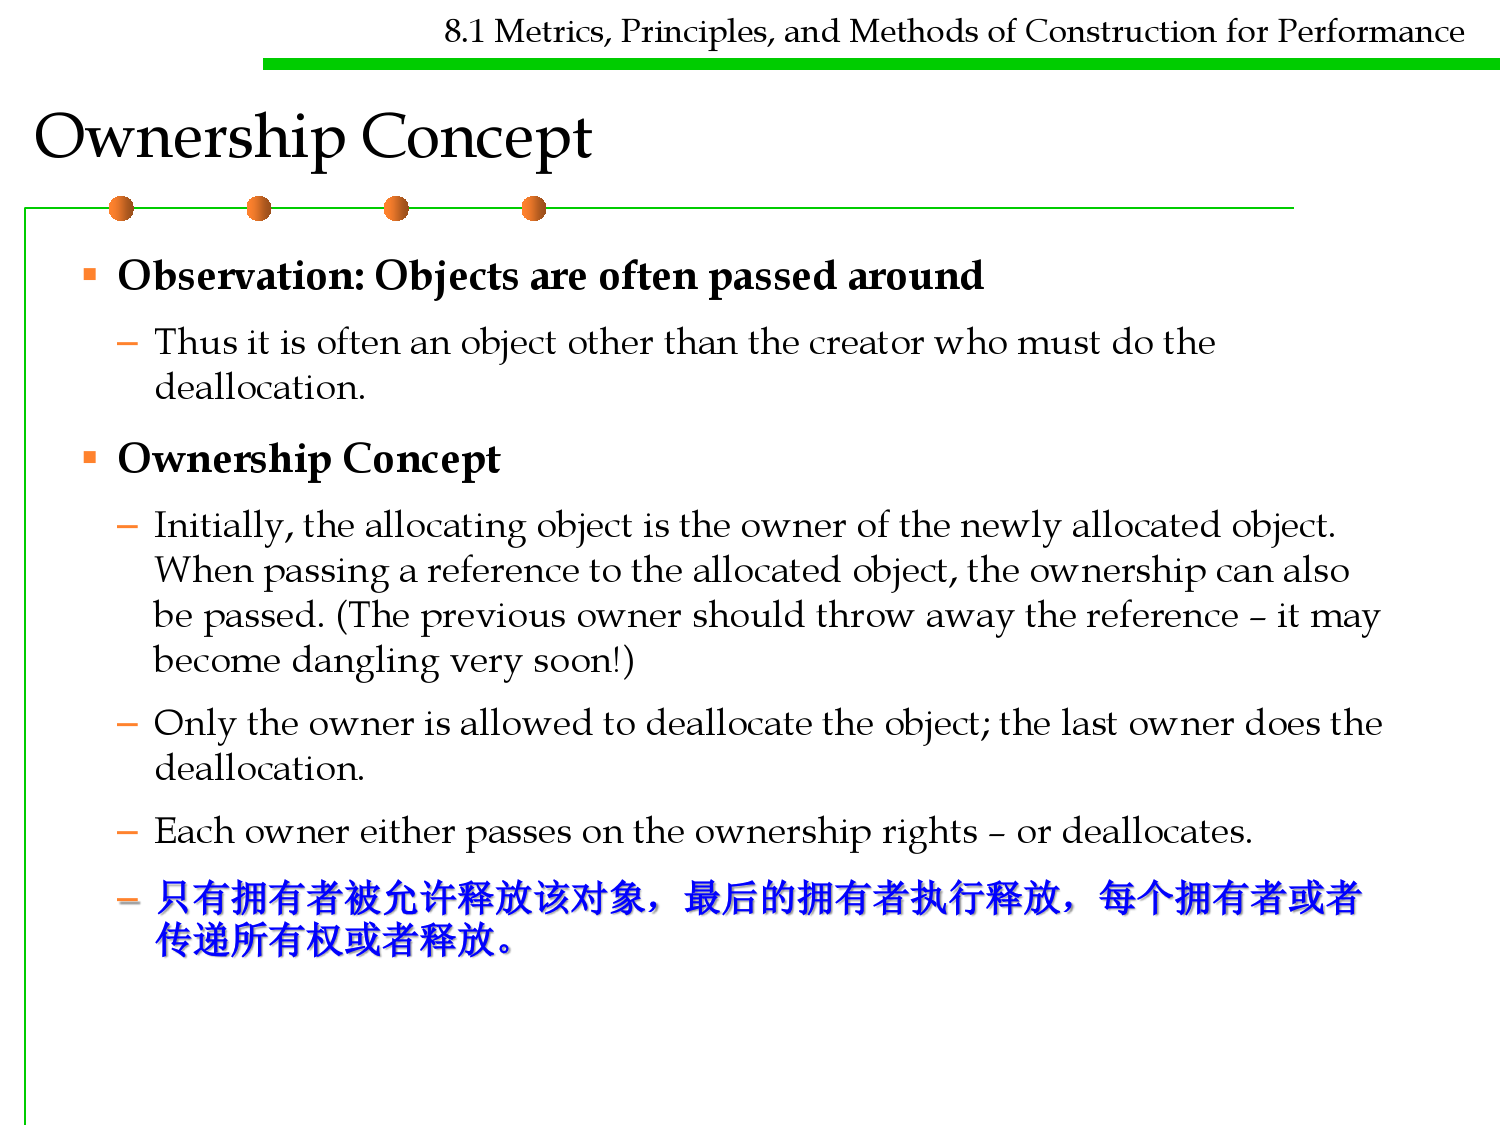 8.1 Metrics, Principles, and Methods of Construction for Performance
Ownership Concept
Observation: Objects are often passed around
– Thus it is often an object other than the creator who must do the
deallocation.
Ownership Concept
– Initially, the allocating object is the owner of the newly allocated object.
When passing a reference to the allocated object, the ownership can also
be passed. (The previous owner should throw away the reference – it may
become dangling very soon!)
– Only the owner is allowed to deallocate the object; the last owner does the
deallocation.
– Each owner either passes on the ownership rights – or deallocates.
– 只有拥有者被允许释放该对象，最后的拥有者执行释放，每个拥有者或者
传递所有权或者释放。